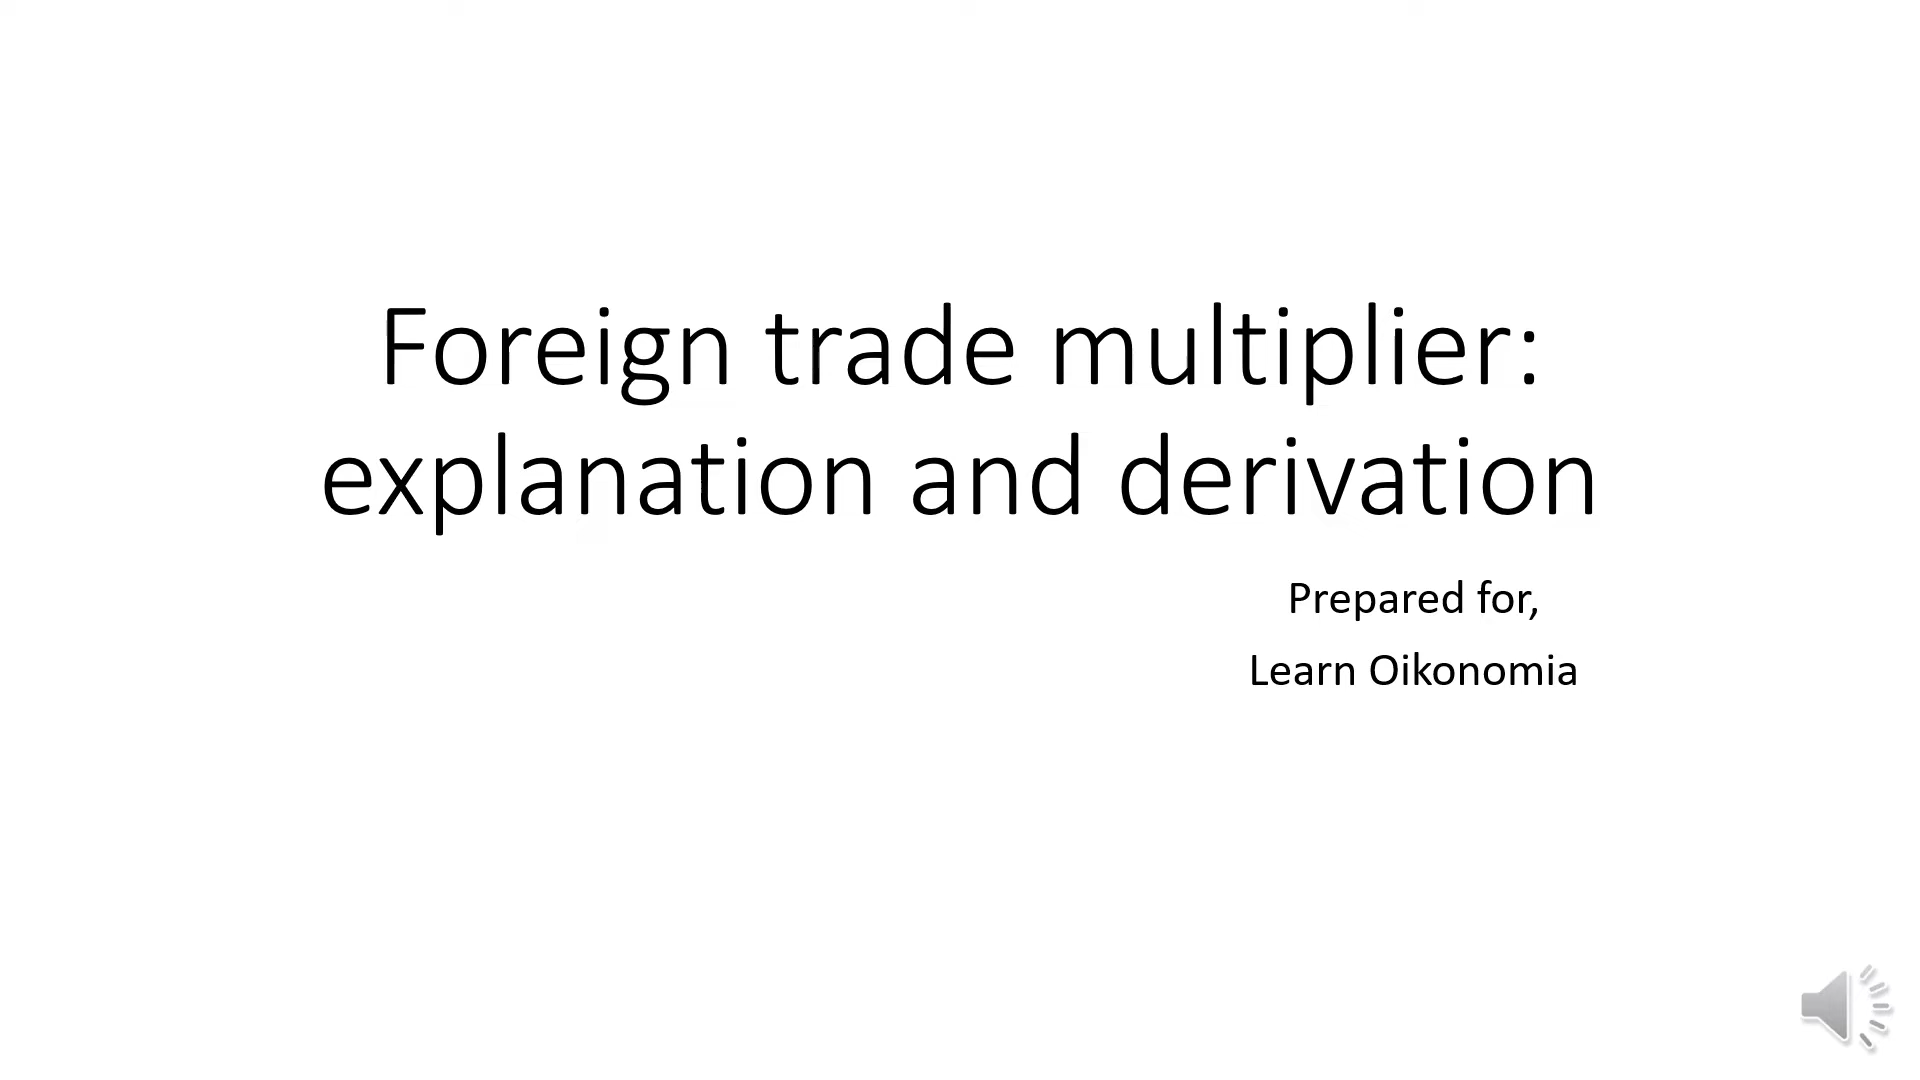 Foreign trade multiplier:
explanation and derivation
Prepared for,
Learn Oikonomia